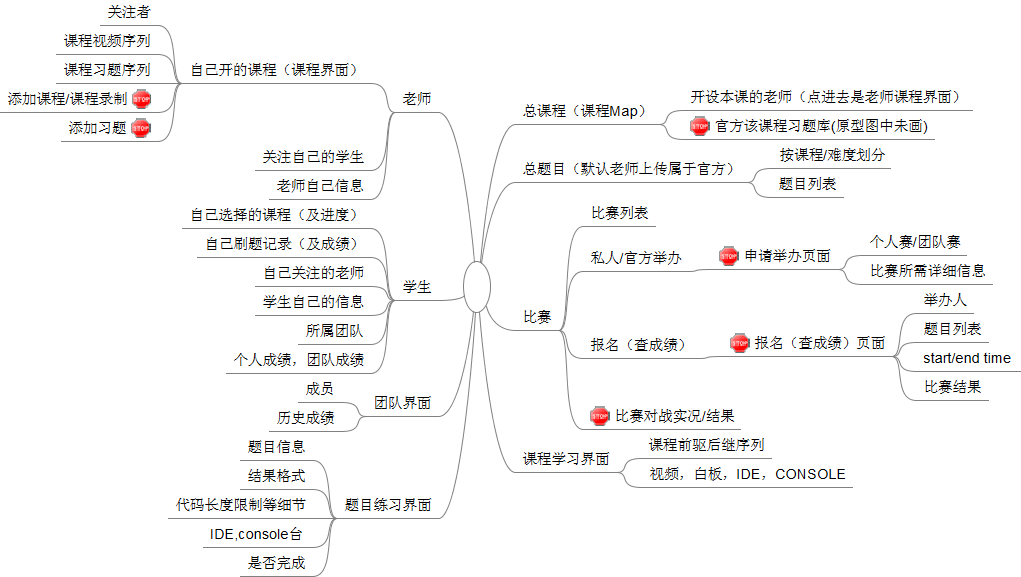 关注者
课程视频序列
课程习题序列
添加课程/课程录制 STOP
添加习题 STOP
自己开的课程（课程界面）
关注自己的学生
老师自己信息
老师
自己选择的课程（及进度）
自己刷题记录（及成绩）
自己关注的老师
学生自己的信息
所属团队
个人成绩，团队成绩
学生
成员
历史成绩
团队界面
题目信息
结果格式
代码长度限制等细节
IDE,console台
是否完成
题目练习界面
总课程（课程Map）
开设本课的老师（点进去是老师课程界面）
STOP 官方该课程习题库(原型图中未画)
总题目（默认老师上传属于官方）
按课程/难度划分
题目列表
比赛
比赛列表
私人/官方举办
STOP 申请举办页面
个人赛/团队赛
比赛所需详细信息
报名（查成绩）
STOP 报名（查成绩）页面
举办人
题目列表
start/end time
比赛结果
STOP 比赛对战实况/结果
课程学习界面
课程前驱后继序列
视频，白板，IDE，CONSOLE